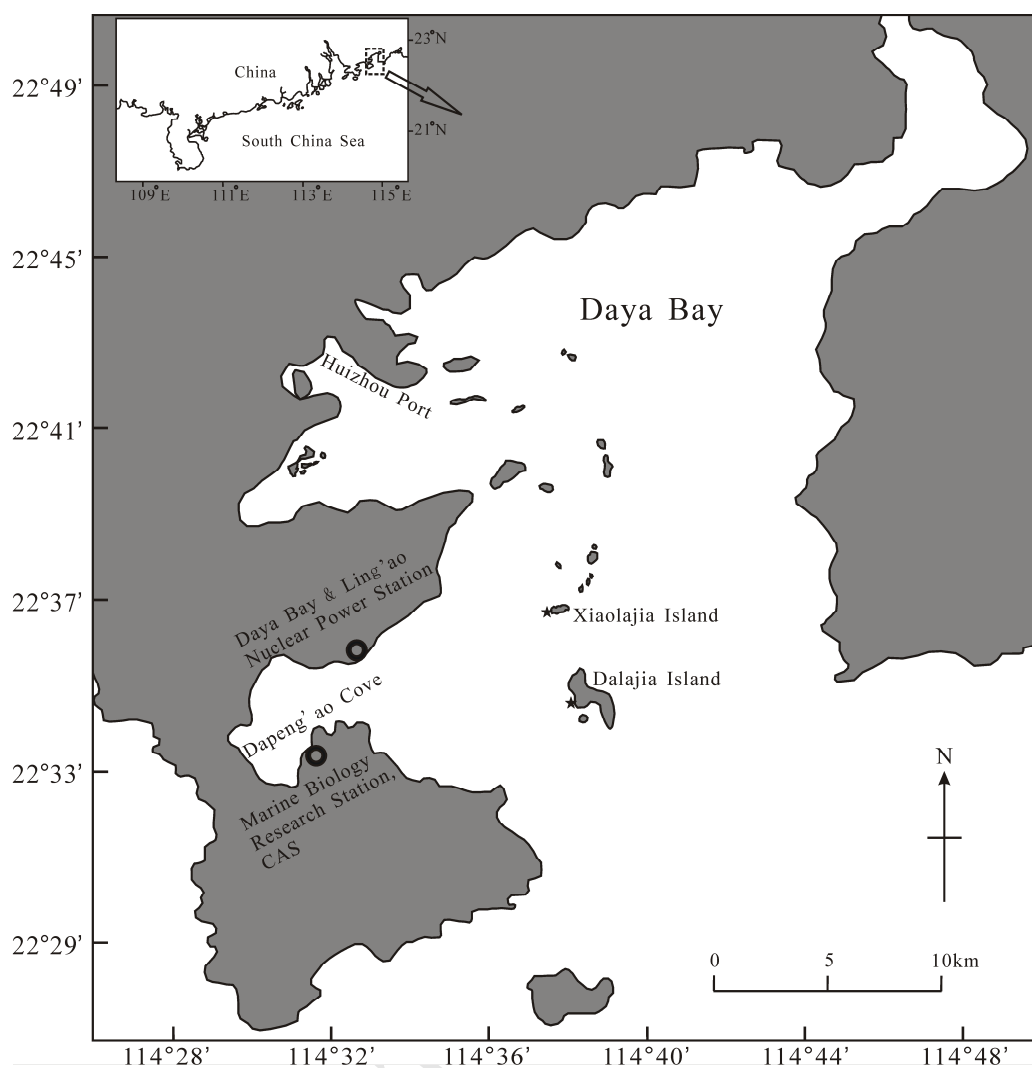 23°N
China
21°N
South China Sea
109°E
111°E
113°E
115°E
22°49'
22°45'
Daya Bay
Huizhou Port
22°41'
Daya Bay & Ling'ao
Nuclear Power Station
22°37'
Xiaolajia Island
Dalajia Island
Dapeng' ao Cove
22°33'
N
Marine Biology
Research Station,
CAS
22°29'
0 5 10km
114°28' 114°32' 114°36' 114°40' 114°44' 114°48'